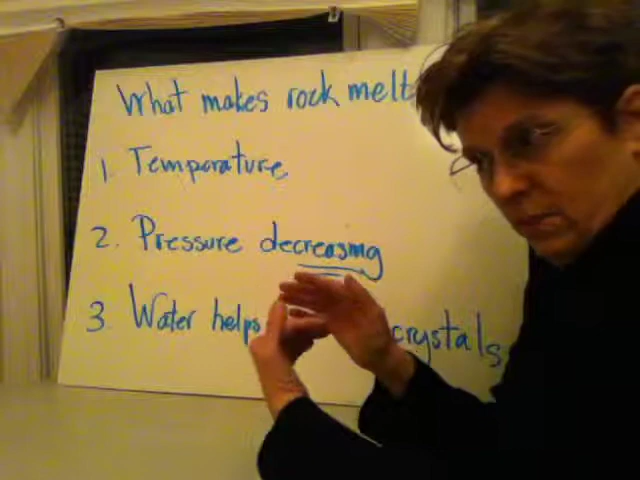 What makes rock melt
1. Temperature
2. Pressure decreasing
3. Water helps crystals